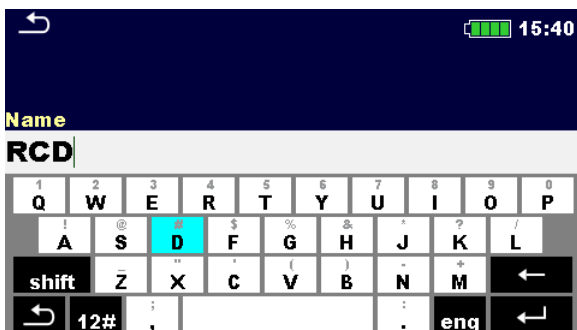 15:40
Name
RCD
1 2 3 4 5 6 7 8 9 0
Q W E R T Y U I O P
! @ # $ % & * ? /
A S D F G H J K L
_ " ' ( ) - +
shift Z X C V B N M
; :
12# , . eng